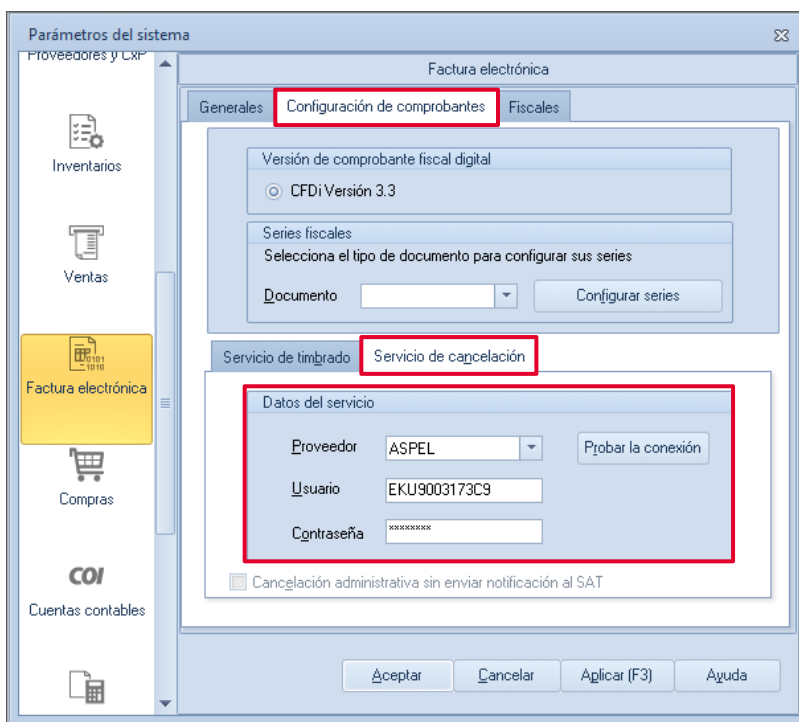 Parámetros del sistema
Proveedores y CxP
Inventarios
Ventas
0101
1010
Factura electrónica
Compras
COI
Cuentas contables
Factura electrónica
Generales
Configuración de comprobantes
Fiscales
Versión de comprobante fiscal digital
CFDi Versión 3.3
Series fiscales
Selecciona el tipo de documento para configurar sus series
Documento
Configurar series
Servicio de timbrado
Servicio de cancelación
Datos del servicio
Proveedor ASPEL
Probar la conexión
Usuario EKU9003173C9
Contraseña ********
Cancelación administrativa sin enviar notificación al SAT
Aceptar
Cancelar
Aplicar (F3)
Ayuda